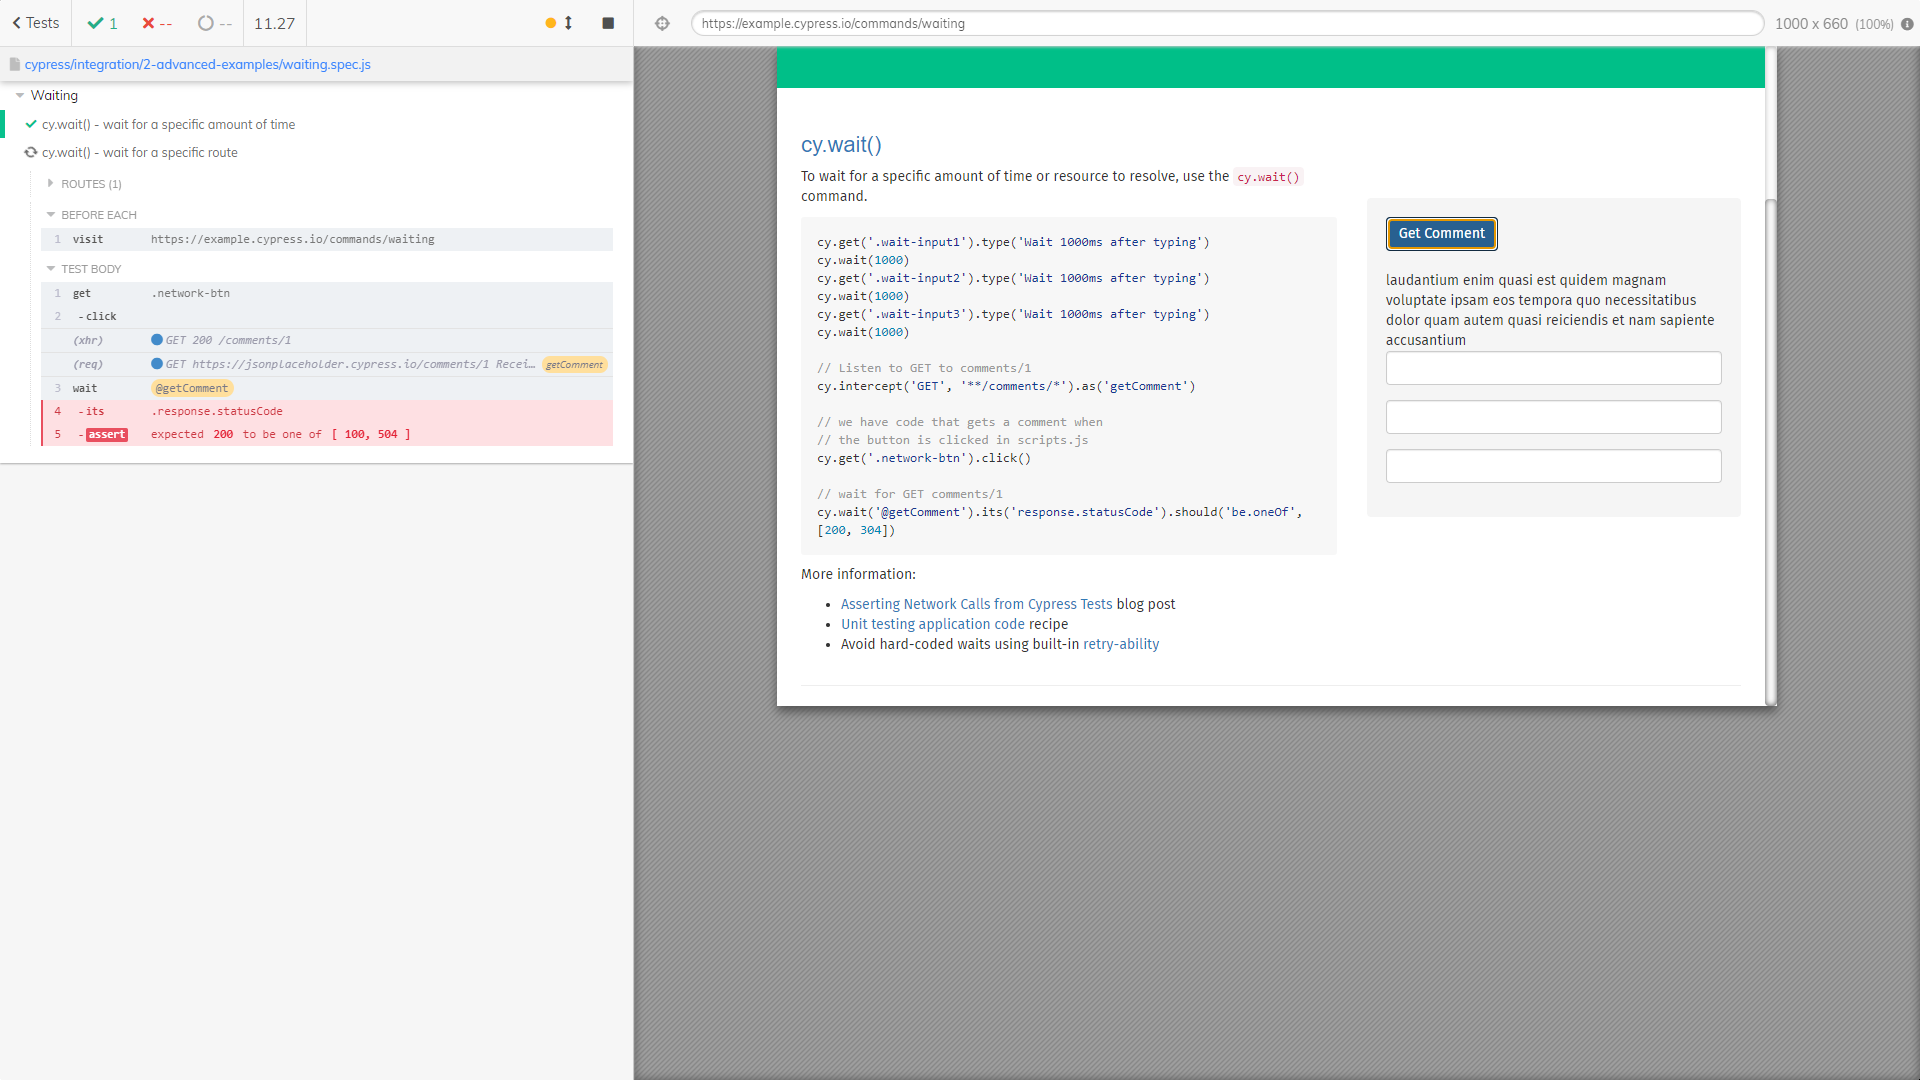 Tests
1
--
--
11.27
https://example.cypress.io/commands/waiting
1000 x 660 (100%)
cypress/integration/2-advanced-examples/waiting.spec.js
Waiting
cy.wait() - wait for a specific amount of time
cy.wait() - wait for a specific route
ROUTES (1)
BEFORE EACH
1 visit https://example.cypress.io/commands/waiting
TEST BODY
1 get .network-btn
2 -click
(xhr) GET 200 /comments/1
(req) GET https://jsonplaceholder.cypress.io/comments/1 Recei... getComment
3 wait @getComment
4 -its .response.statusCode
5 -assert expected 200 to be one of [ 100, 504 ]
cy.wait()
To wait for a specific amount of time or resource to resolve, use the cy.wait()
command.
cy.get('.wait-input1').type('Wait 1000ms after typing')
cy.wait(1000)
cy.get('.wait-input2').type('Wait 1000ms after typing')
cy.wait(1000)
cy.get('.wait-input3').type('Wait 1000ms after typing')
cy.wait(1000)
// Listen to GET to comments/1
cy.intercept('GET', '**/comments/*').as('getComment')
// we have code that gets a comment when
// the button is clicked in scripts.js
cy.get('.network-btn').click()
// wait for GET comments/1
cy.wait('@getComment').its('response.statusCode').should('be.oneOf',
[200, 304])
More information:
• Asserting Network Calls from Cypress Tests blog post
• Unit testing application code recipe
• Avoid hard-coded waits using built-in retry-ability
Get Comment
laudantium enim quasi est quidem magnam
voluptate ipsam eos tempora quo necessitatibus
dolor quam autem quasi reiciendis et nam sapiente
accusantium